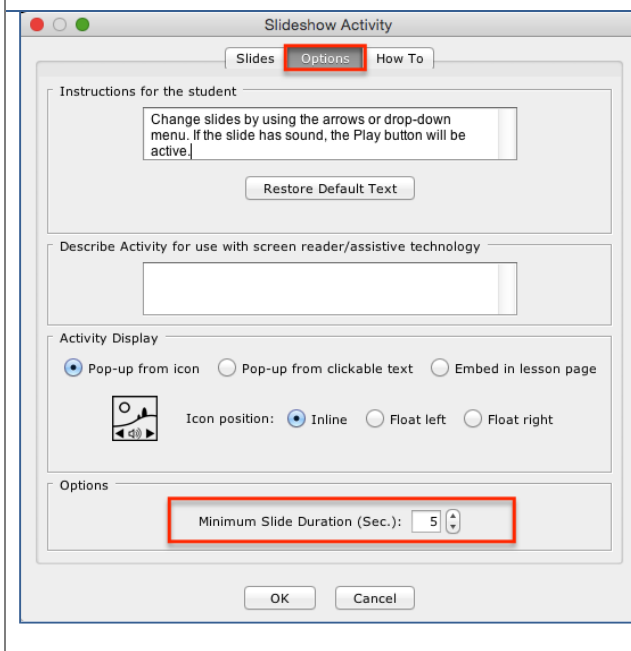 Slideshow Activity
Slides Options How To
Instructions for the student
Change slides by using the arrows or drop-down
menu. If the slide has sound, the Play button will be
active.
Restore Default Text
Describe Activity for use with screen reader/assistive technology
Activity Display
Pop-up from icon Pop-up from clickable text Embed in lesson page
Icon position: Inline Float left Float right
Options
Minimum Slide Duration (Sec.): 5
OK Cancel